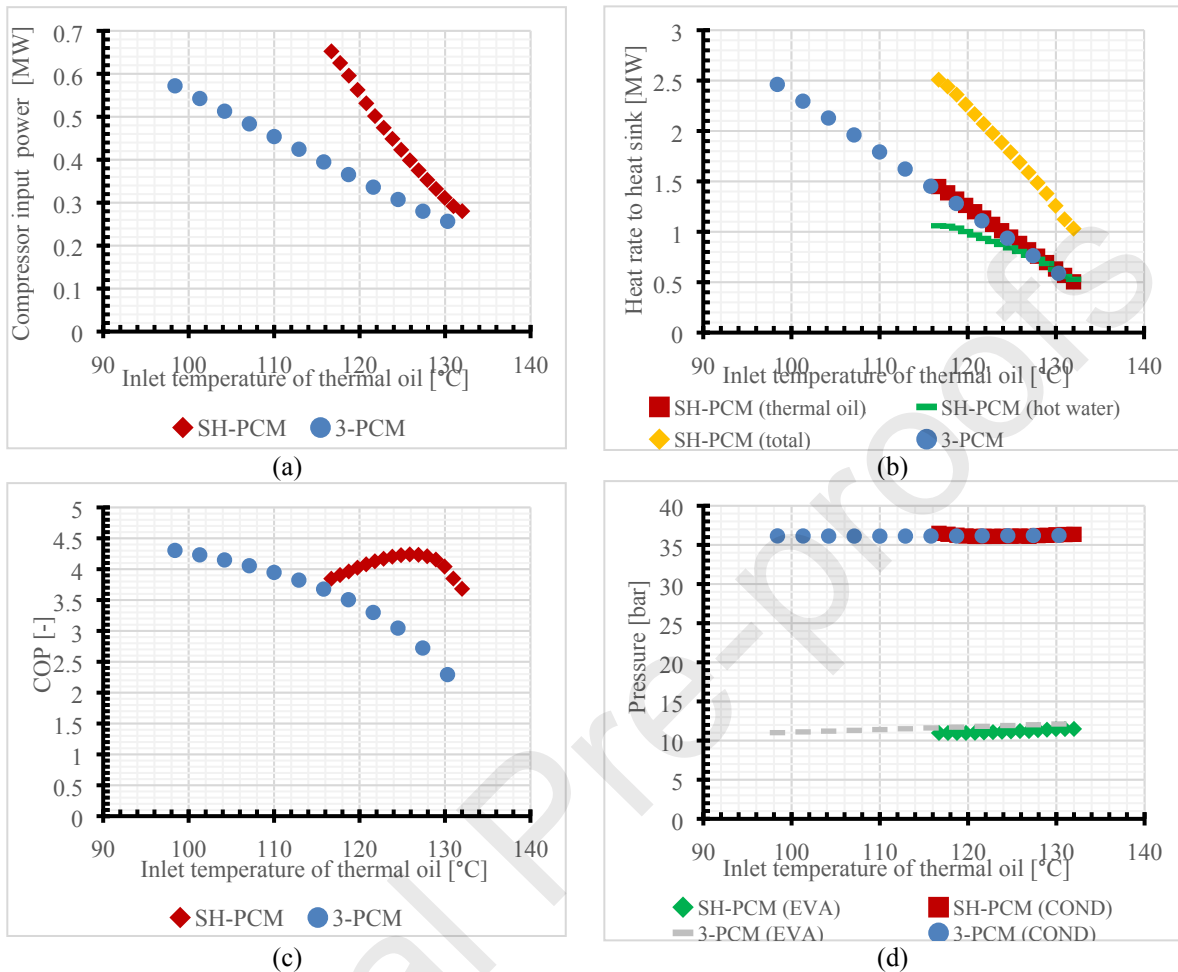 Compressor input power [MW]
0.7
0.6
0.5
0.4
0.3
0.2
0.1
0
90 100 110 120 130 140
Inlet temperature of thermal oil [°C]
SH-PCM 3-PCM
(a)
Heat rate to heat sink [MW]
3
2.5
2
1.5
1
0.5
0
90 100 110 120 130 140
Inlet temperature of thermal oil [°C]
SH-PCM (thermal oil) SH-PCM (hot water)
SH-PCM (total) 3-PCM
(b)
COP [-]
5
4.5
4
3.5
3
2.5
2
1.5
1
0.5
0
90 100 110 120 130 140
Inlet temperature of thermal oil [°C]
SH-PCM 3-PCM
(c)
Pressure [bar]
40
35
30
25
20
15
10
5
0
90 100 110 120 130 140
Inlet temperature of thermal oil [°C]
SH-PCM (EVA) SH-PCM (COND)
3-PCM (EVA) 3-PCM (COND)
(d)
al Pre-proofs